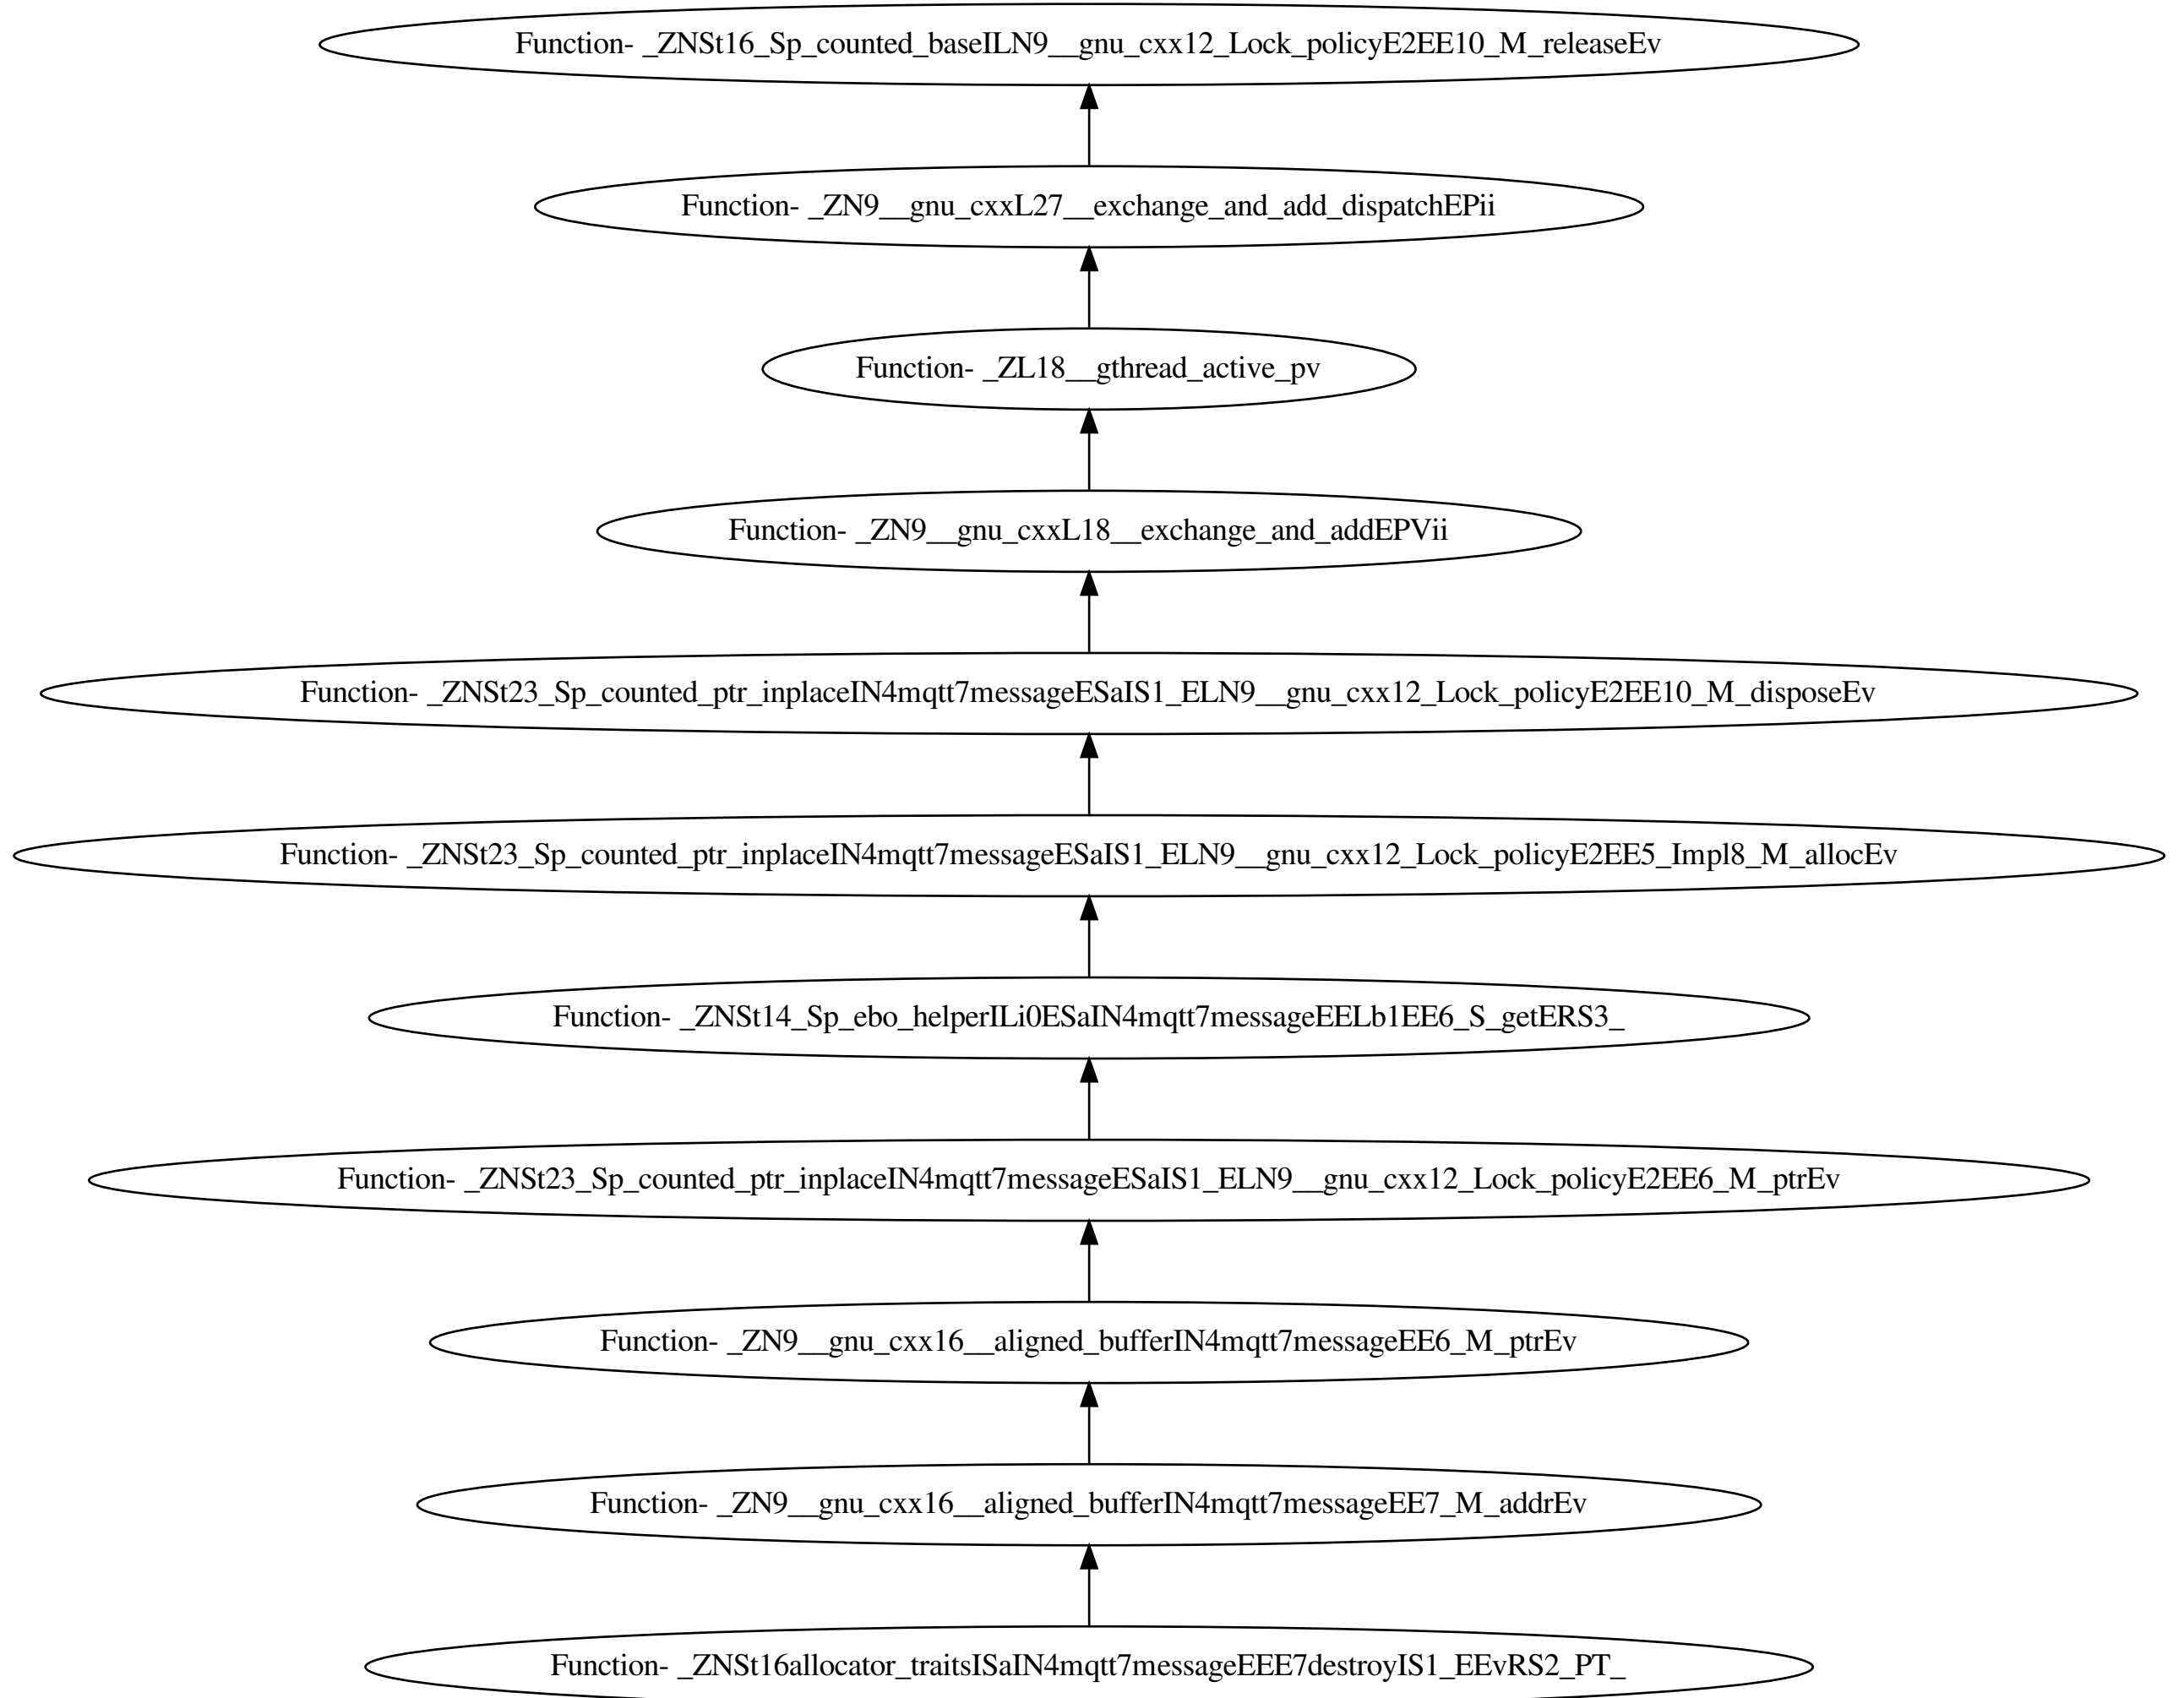 Function- _ZNSt16_Sp_counted_baseILN9__gnu_cxx12_Lock_policyE2EE10_M_releaseEv
Function- _ZN9__gnu_cxxL27__exchange_and_add_dispatchEPii
Function- _ZL18__gthread_active_pv
Function- _ZN9__gnu_cxxL18__exchange_and_addEPVii
Function- _ZNSt23_Sp_counted_ptr_inplaceIN4mqtt7messageESaIS1_ELN9__gnu_cxx12_Lock_policyE2EE10_M_disposeEv
Function- _ZNSt23_Sp_counted_ptr_inplaceIN4mqtt7messageESaIS1_ELN9__gnu_cxx12_Lock_policyE2EE5_Impl8_M_allocEv
Function- _ZNSt14_Sp_ebo_helperILi0ESaIN4mqtt7messageEELb1EE6_S_getERS3_
Function- _ZNSt23_Sp_counted_ptr_inplaceIN4mqtt7messageESaIS1_ELN9__gnu_cxx12_Lock_policyE2EE6_M_ptrEv
Function- _ZN9__gnu_cxx16__aligned_bufferIN4mqtt7messageEE6_M_ptrEv
Function- _ZN9__gnu_cxx16__aligned_bufferIN4mqtt7messageEE7_M_addrEv
Function- _ZNSt16allocator_traitsISaIN4mqtt7messageEEE7destroyIS1_EEvRS2_PT_